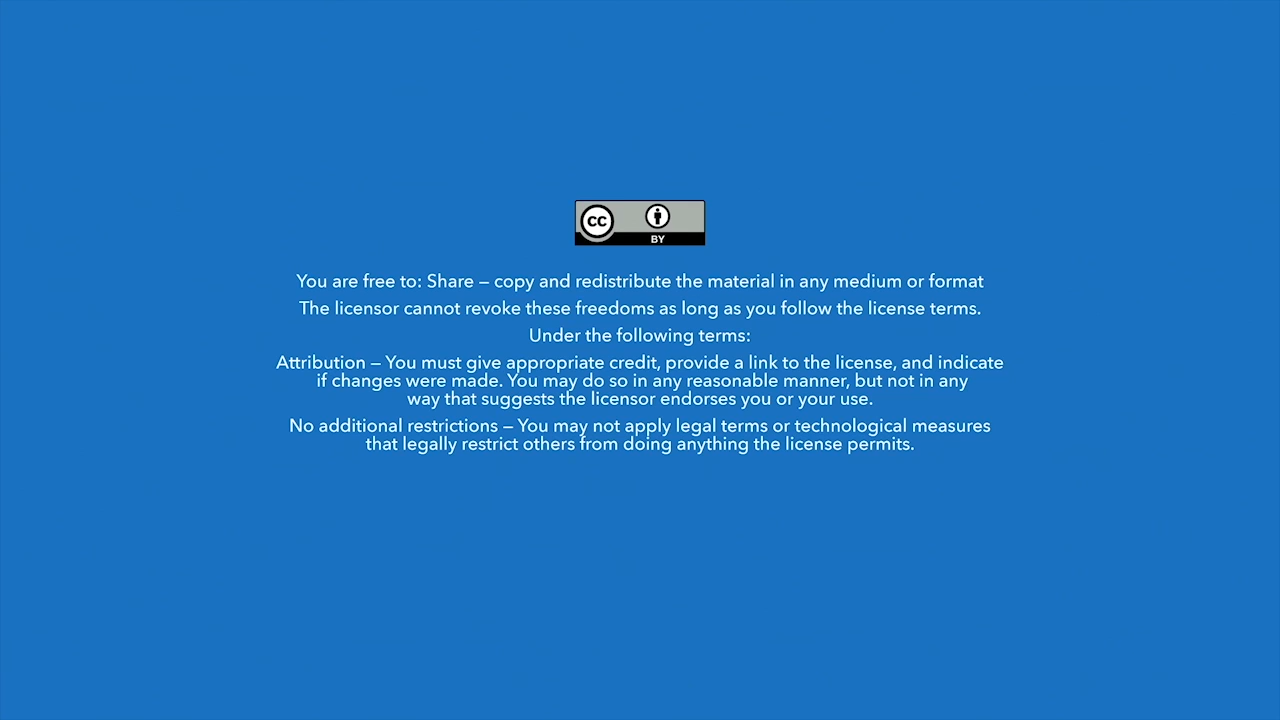 CC
BY
You are free to: Share – copy and redistribute the material in any medium or format
The licensor cannot revoke these freedoms as long as you follow the license terms.
Under the following terms:
Attribution – You must give appropriate credit, provide a link to the license, and indicate
if changes were made. You may do so in any reasonable manner, but not in any
way that suggests the licensor endorses you or your use.
No additional restrictions – You may not apply legal terms or technological measures
that legally restrict others from doing anything the license permits.